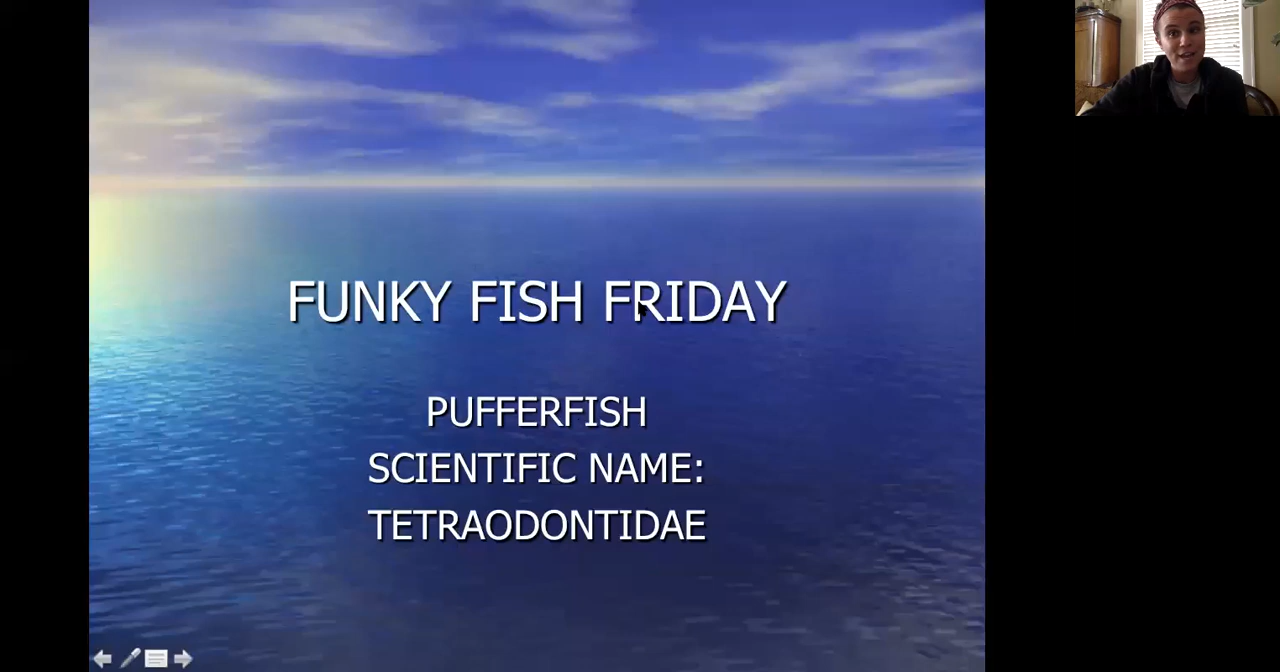 FUNKY FISH FRIDAY
PUFFERFISH
SCIENTIFIC NAME:
TETRAODONTIDAE